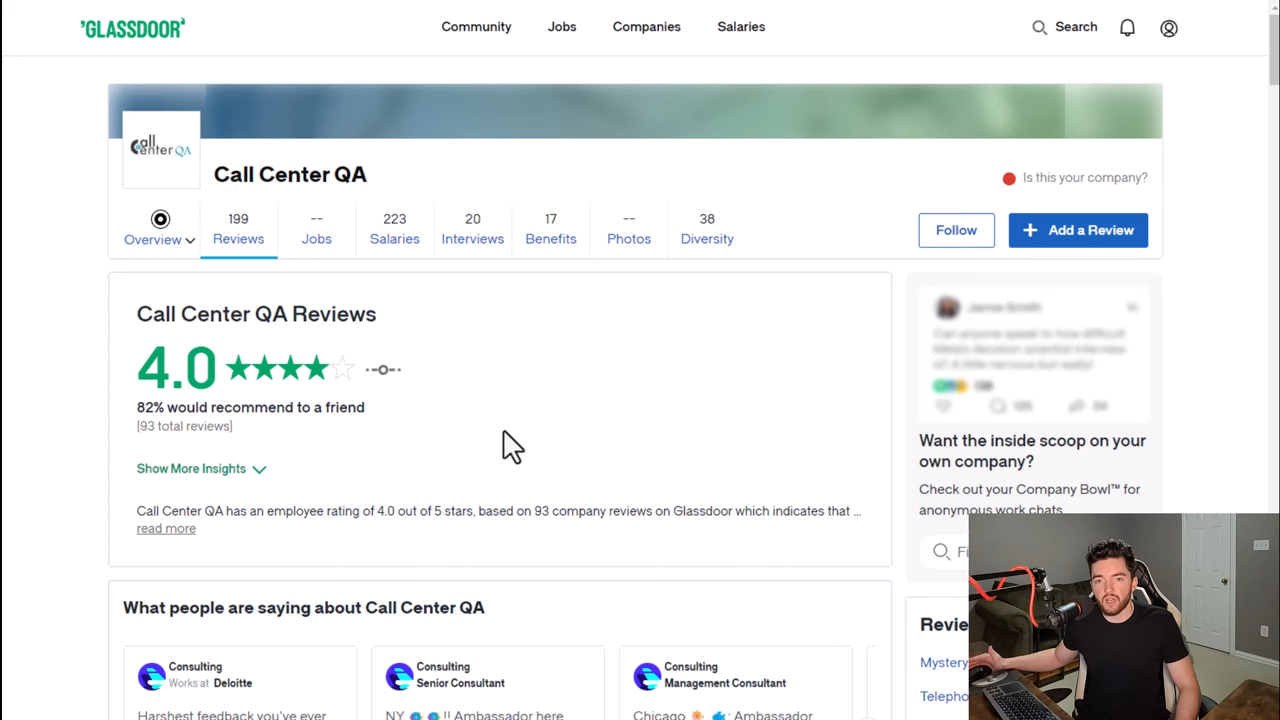 "GLASSDOOR"
Community
Jobs
Companies
Salaries
Search
Call Center QA
Call Center QA
Is this your company?
Overview
199
Reviews
--
Jobs
223
Salaries
20
Interviews
17
Benefits
--
Photos
38
Diversity
Follow
+ Add a Review
Call Center QA Reviews
4.0
82% would recommend to a friend
(93 total reviews)
Show More Insights
Call Center QA has an employee rating of 4.0 out of 5 stars, based on 93 company reviews on Glassdoor which indicates that ...
read more
Want the inside scoop on your
own company?
Check out your Company Bowl™ for
anonymous work chats
What people are saying about Call Center QA
Consulting
Works at Deloitte
Harshest feedback you've ever
Consulting
Senior Consultant
NY !! Ambassador here
Consulting
Management Consultant
Chicago : Ambassador
Mystery